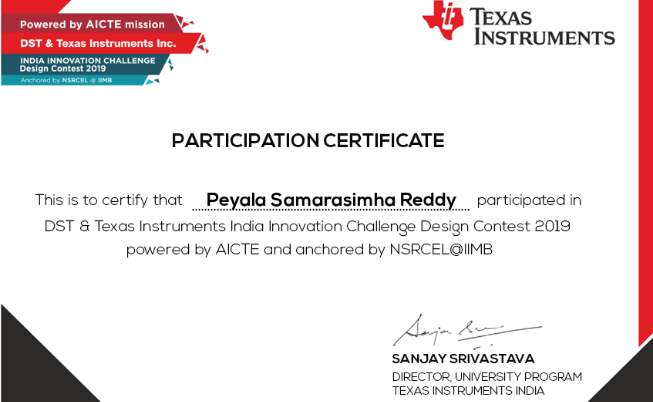 Powered by AICTE mission
DST & Texas Instruments Inc.
INDIA INNOVATION CHALLENGE
Design Contest 2019
Anchored by NSRCEL @ IIMB
TEXAS
INSTRUMENTS
PARTICIPATION CERTIFICATE
This is to certify that Peyala Samarasimha Reddy participated in
DST & Texas Instruments India Innovation Challenge Design Contest 2019
powered by AICTE and anchored by NSRCEL@IIMB
SANJAY SRIVASTAVA
DIRECTOR, UNIVERSITY PROGRAM
TEXAS INSTRUMENTS INDIA